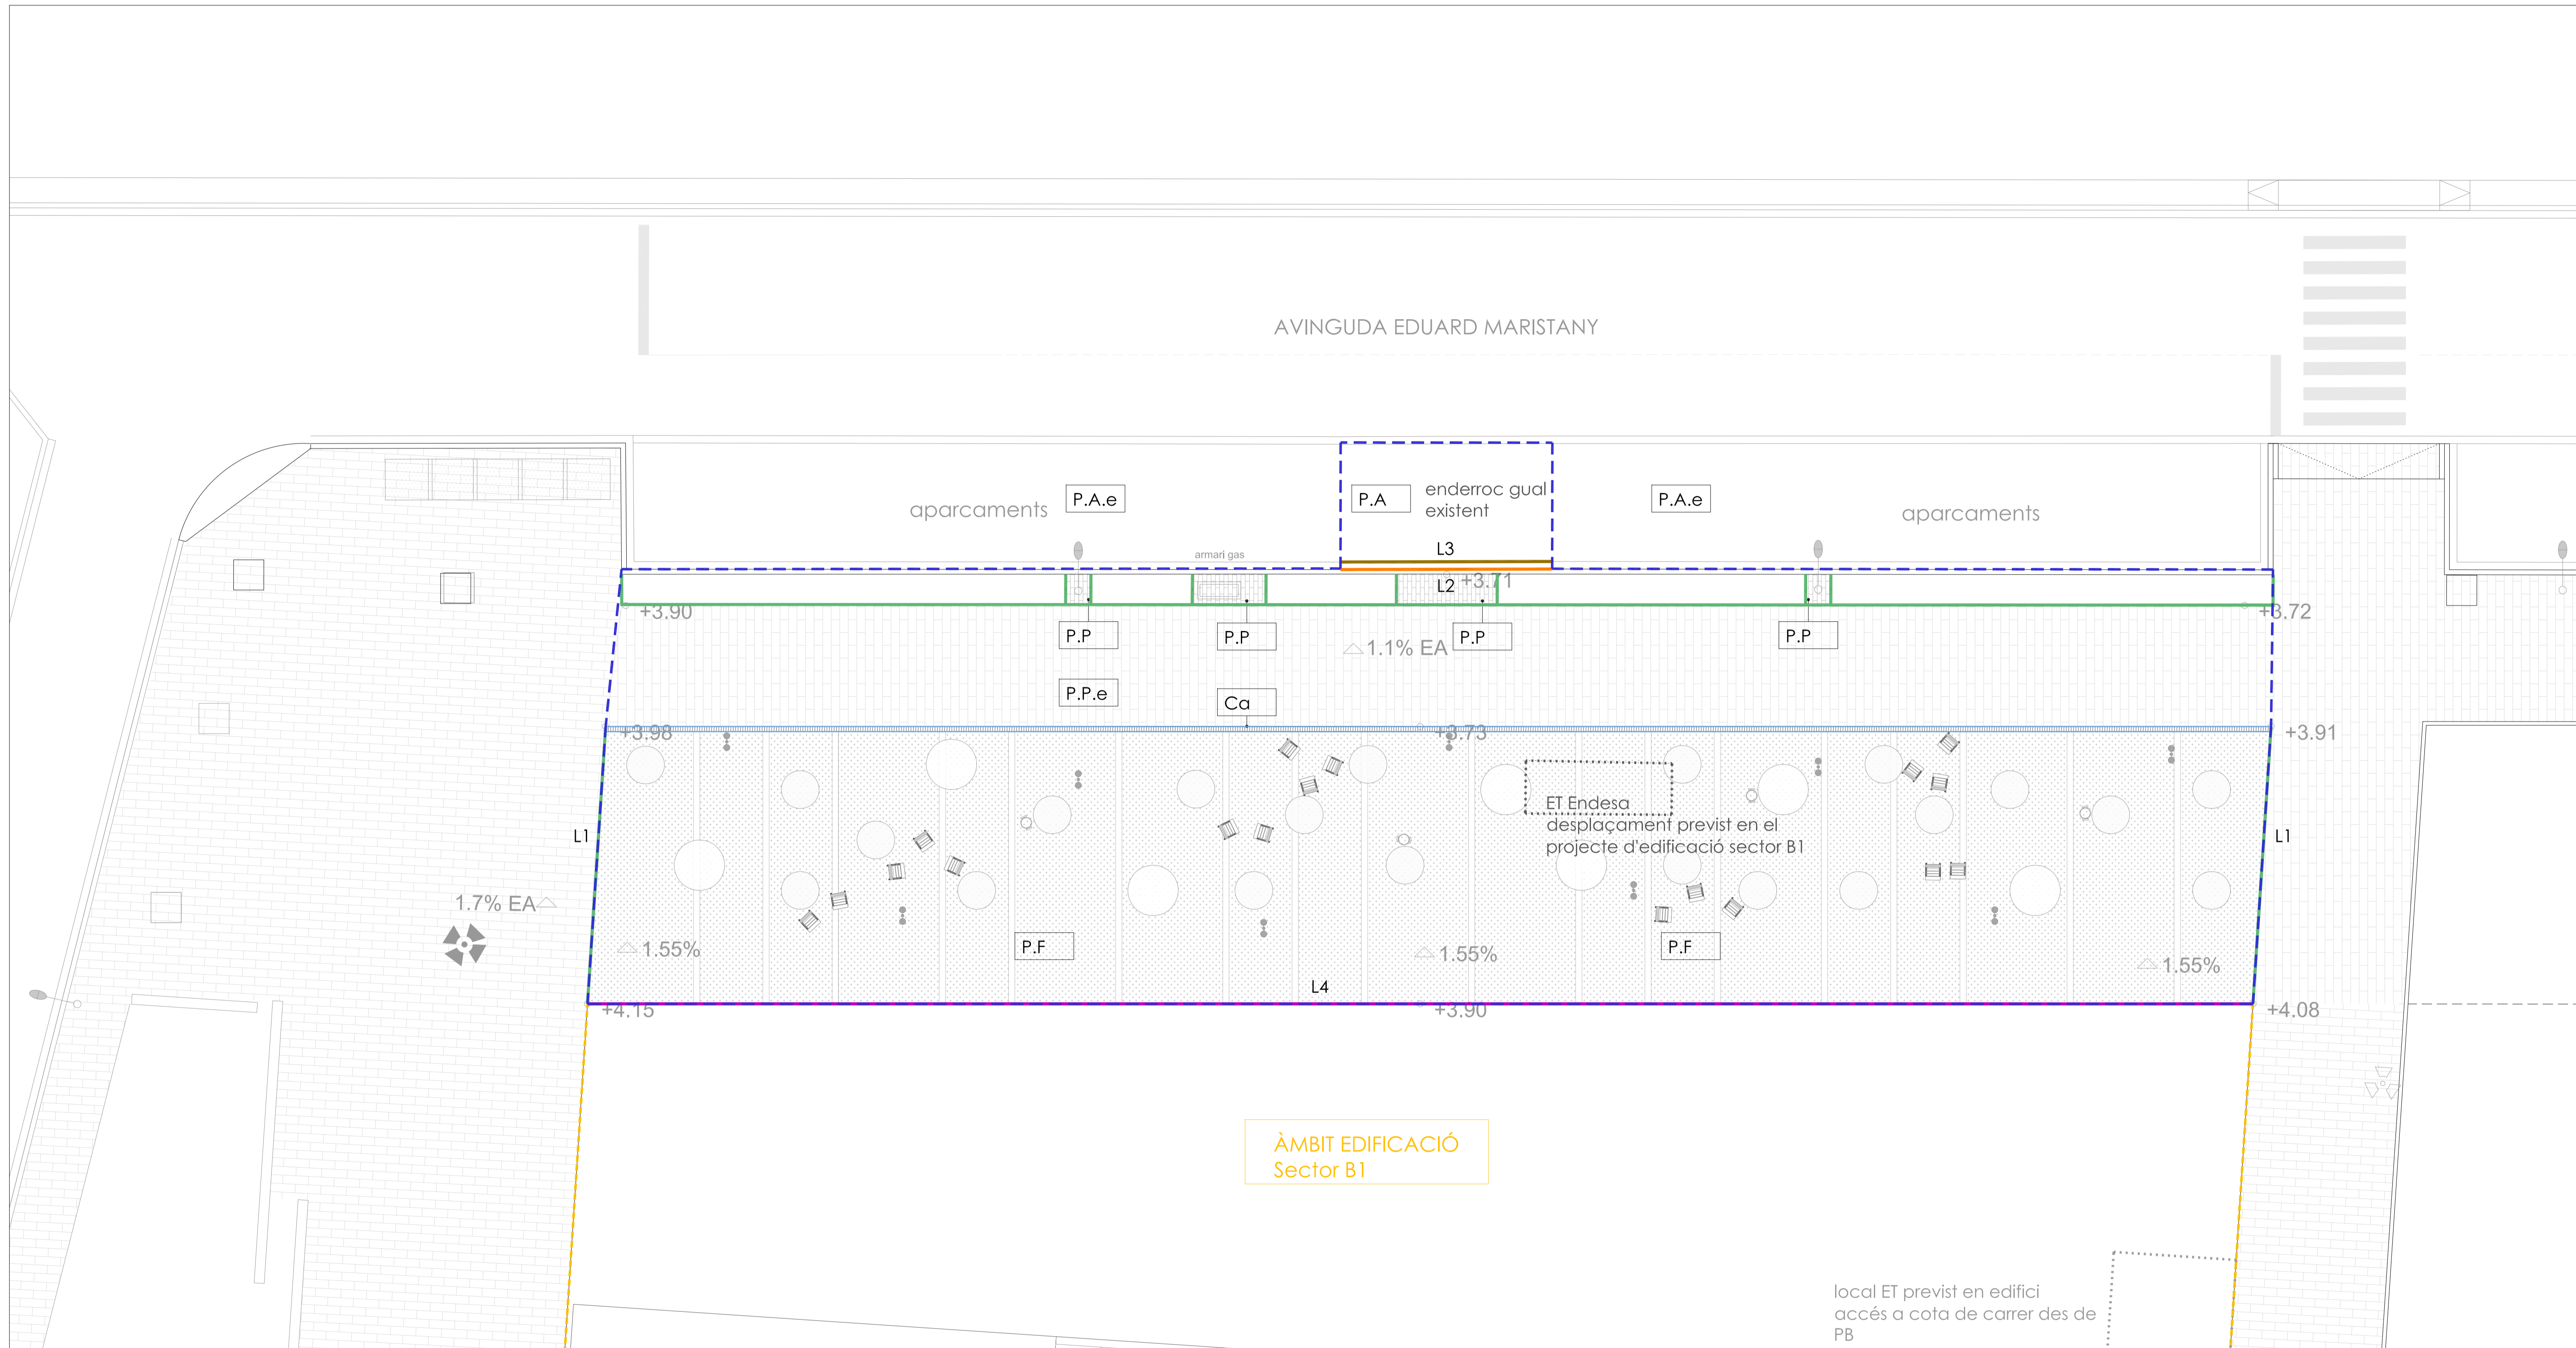 AVINGUDA EDUARD MARISTANY
aparcaments
P.A.e
P.A
enderroc gual
existent
P.A.e
aparcaments
armari gas
L3
L2
+3.71
+3.90
+3.72
P.P
P.P
1.1% EA
P.P
P.P
P.P.e
Ca
+3.98
+3.73
+3.91
ET Endesa
desplaçament previst en el
projecte d'edificació sector B1
L1
L1
1.7% EA
1.55%
P.F
1.55%
P.F
1.55%
L4
+4.15
+3.90
+4.08
ÀMBIT EDIFICACIÓ
Sector B1
local ET previst en edifici
accés a cota de carrer des de
PB